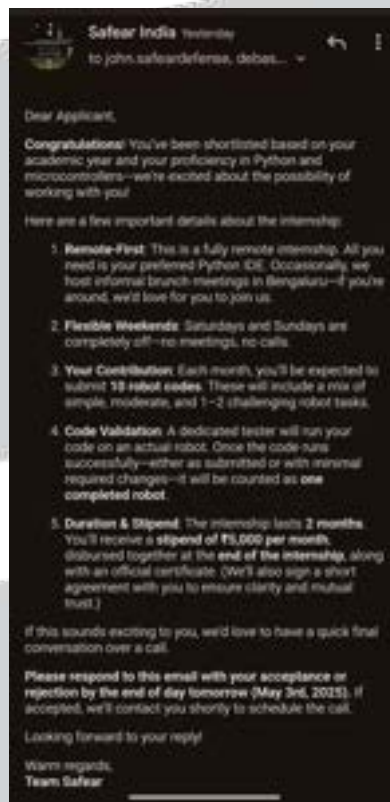 Safear India Yesterday
to john.safeardefense, debas...
Dear Applicant,
Congratulations! You've been shortlisted based on your
academic year and your proficiency in Python and
microcontrollers—we're excited about the possibility of
working with you!
Here are a few important details about the internship:
1. Remote-First: This is a fully remote internship. All you
need is your preferred Python IDE. Occasionally, we
host informal brunch meetings in Bengaluru—if you're
around, we'd love for you to join us.
2. Flexible Weekends: Saturdays and Sundays are
completely off—no meetings, no calls.
3. Your Contribution: Each month, you'll be expected to
submit 10 robot codes. These will include a mix of
simple, moderate, and 1–2 challenging robot tasks.
4. Code Validation: A dedicated tester will run your
code on an actual robot. Once the code runs
successfully—either as submitted or with minimal
required changes—it will be counted as one
completed robot.
5. Duration & Stipend: The internship lasts 2 months.
You'll receive a stipend of ₹5,000 per month,
disbursed together at the end of the internship, along
with an official certificate. (We'll also sign a short
agreement with you to ensure clarity and mutual
trust.)
If this sounds exciting to you, we'd love to have a quick final
conversation over a call.
Please respond to this email with your acceptance or
rejection by the end of day tomorrow (May 3rd, 2025). If
accepted, we'll contact you shortly to schedule the call.
Looking forward to your reply!
Warm regards,
Team Safear